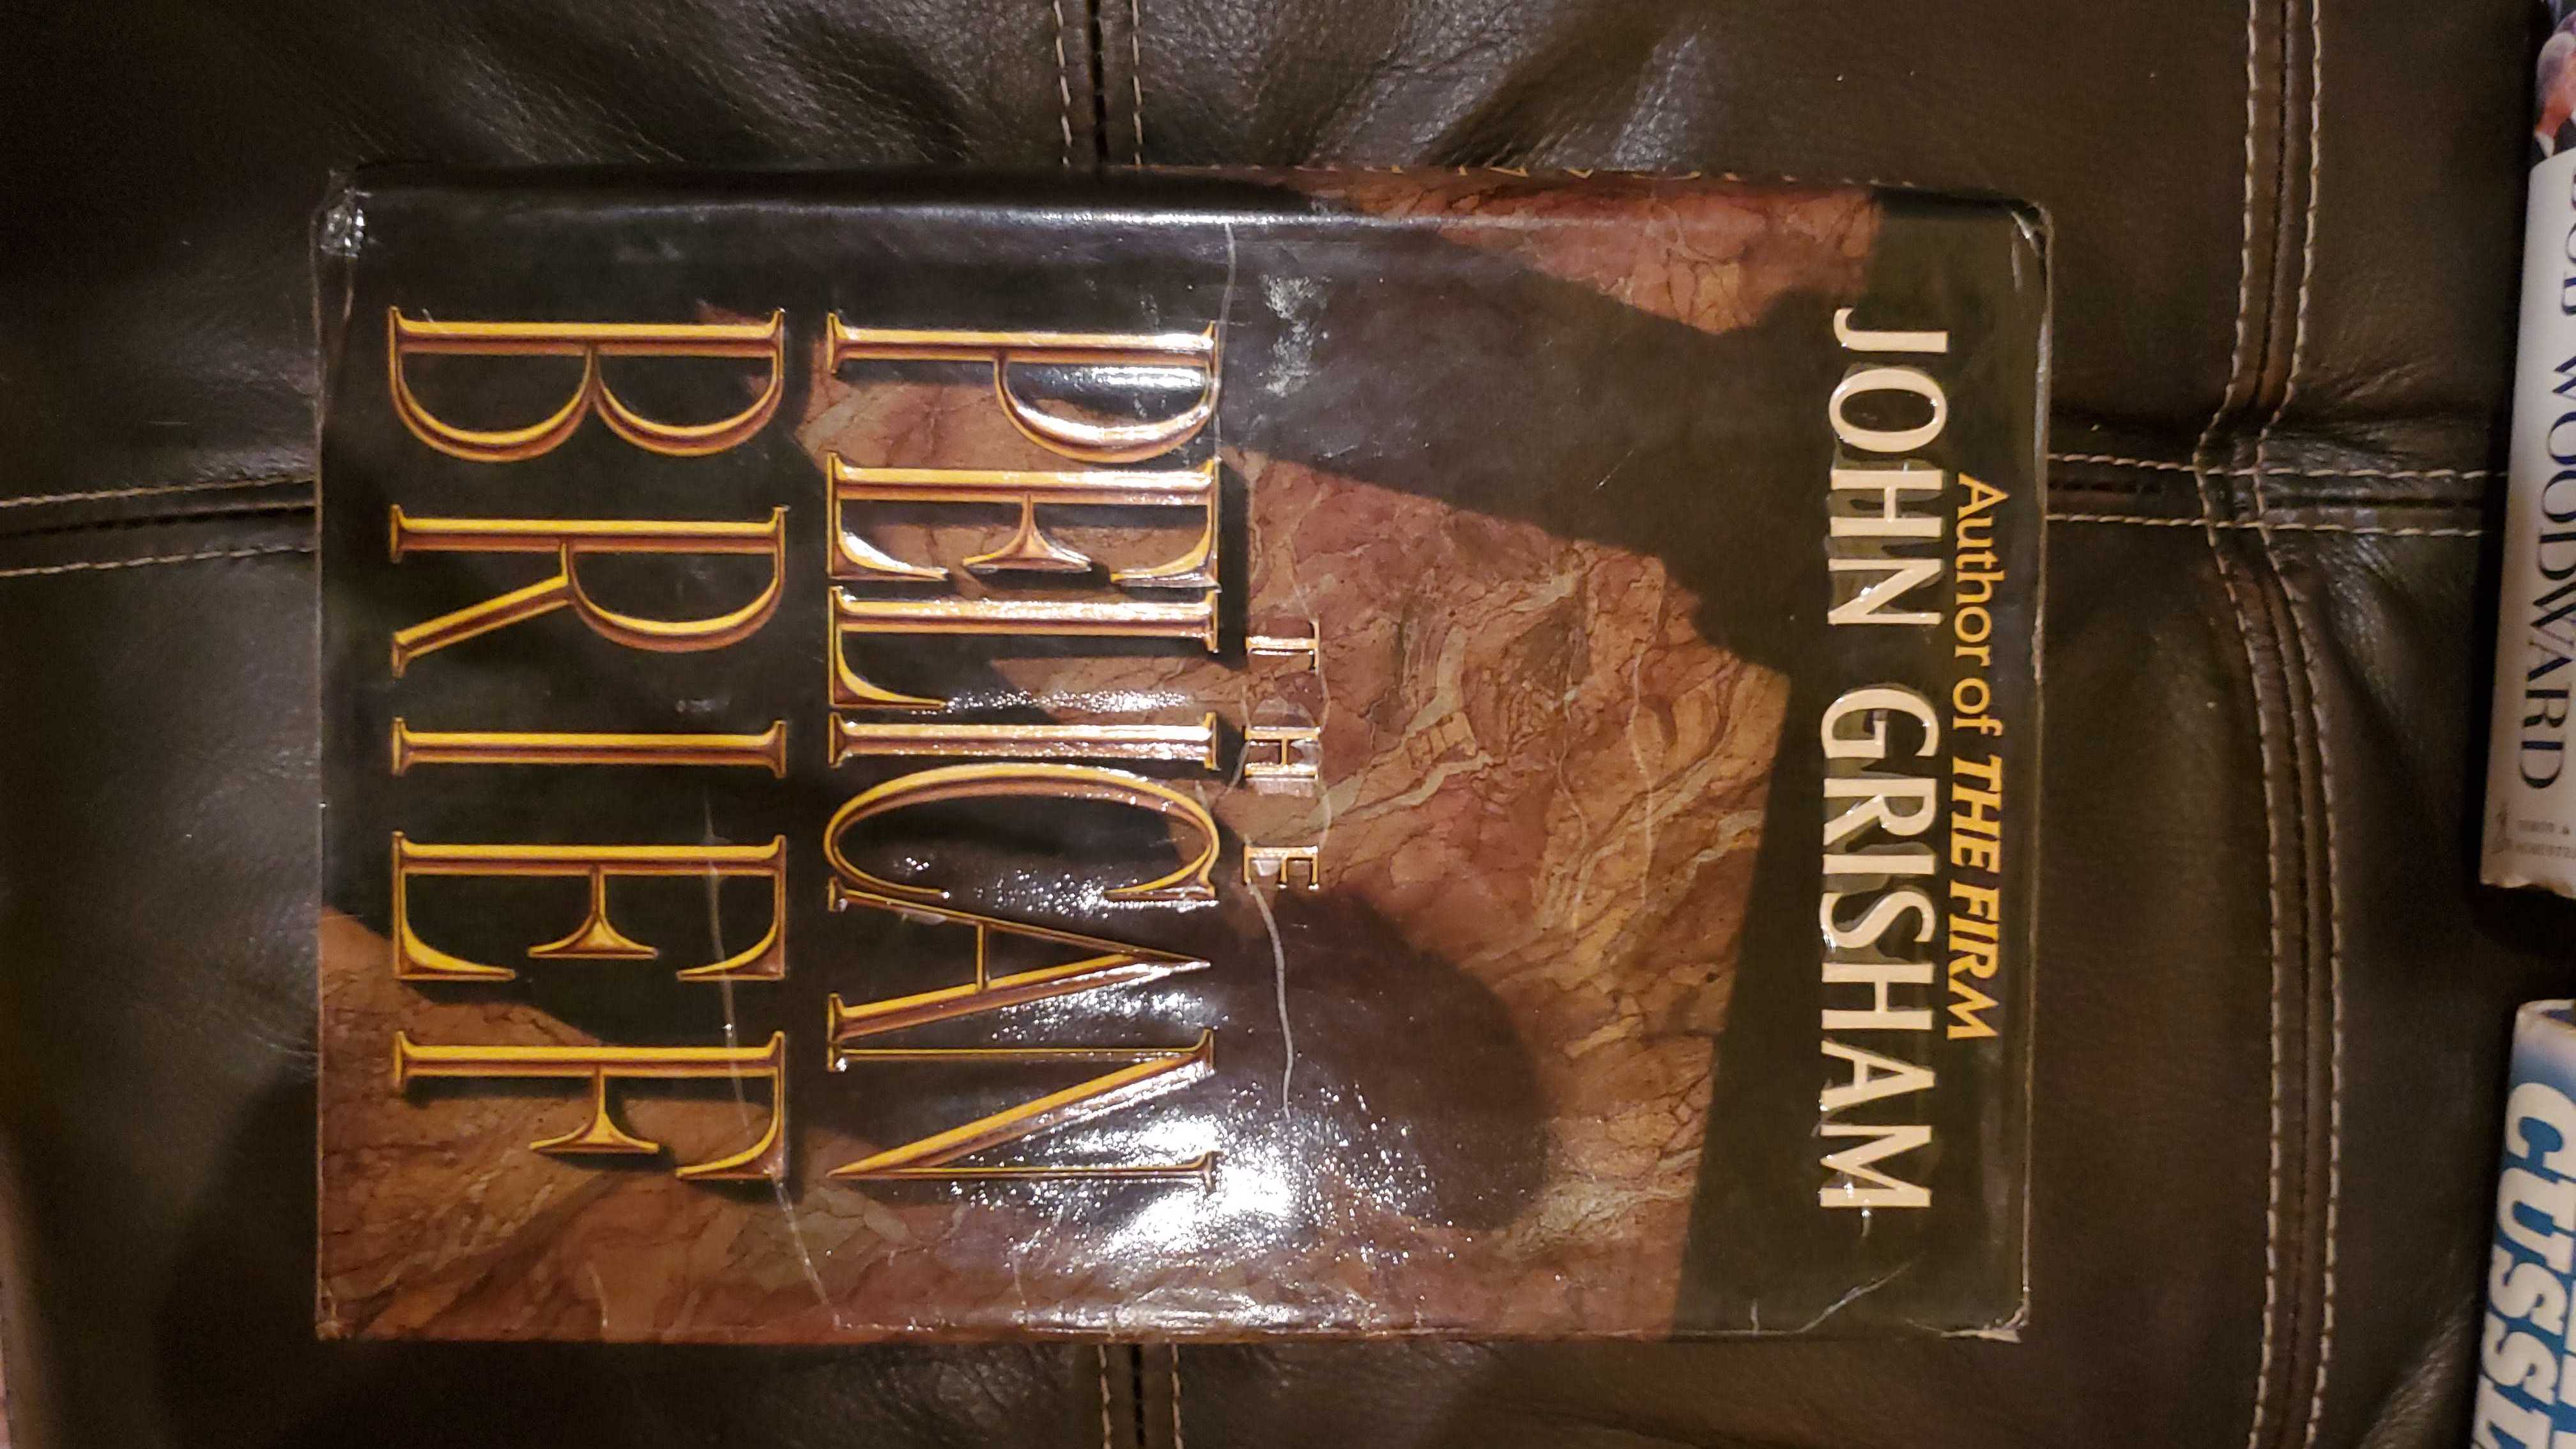 Author of THE FIRM
JOHN GRISHAM
THE
PELICAN
BRIEF
WOODWARD